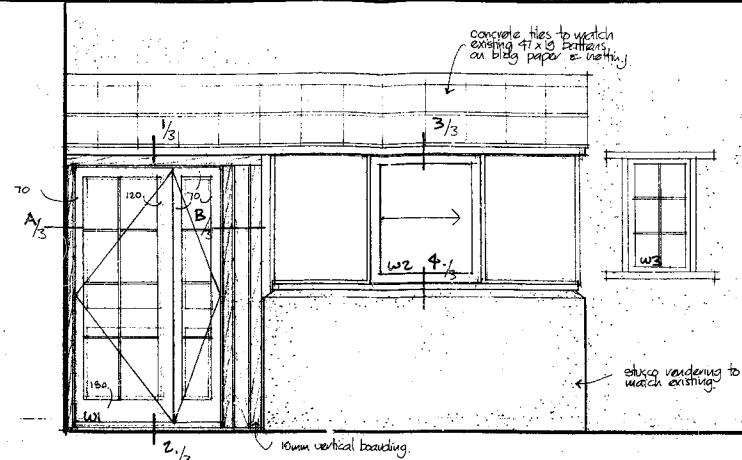 concrete tiles to match
existing 47 x 19 battens,
on bldg paper & netting
1/3
3/3
70
A/3
120
70
B/3
W2
4./3
W3
180
W1
2./3
stucco rendering to
match existing.
10mm vertical boarding.